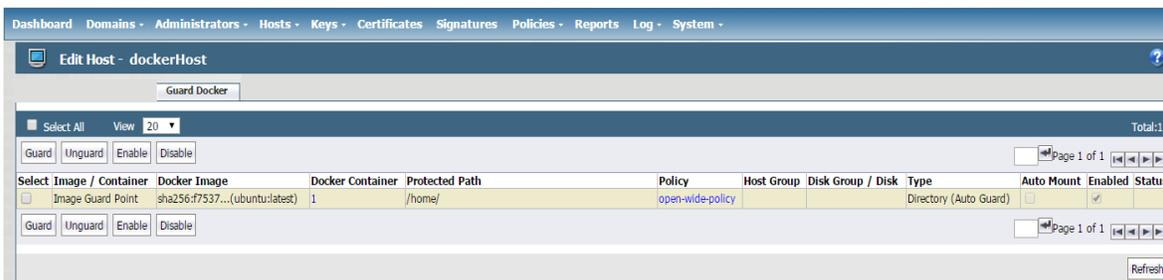 Dashboard Domains Administrators Hosts Keys Certificates Signatures Policies Reports Log System
Edit Host - dockerHost
Guard Docker
Select All View 20 Total:1
Guard Unguard Enable Disable Page 1 of 1
Select Image / Container Docker Image Docker Container Protected Path Policy Host Group Disk Group / Disk Type Auto Mount Enabled Statu
Image Guard Point sha256:f7537...(ubuntu:latest) 1 /home/ open-wide-policy Directory (Auto Guard)
Guard Unguard Enable Disable Page 1 of 1
Refresh